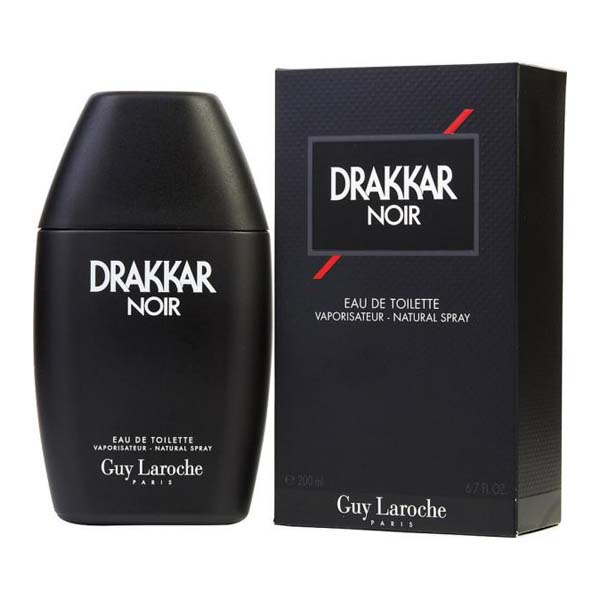 DRAKKAR
NOIR
EAU DE TOILETTE
VAPORISATEUR - NATURAL SPRAY
Guy Laroche
PARIS
DRAKKAR
NOIR
EAU DE TOILETTE
VAPORISATEUR - NATURAL SPRAY
e 200 ml 6.7 FL.OZ.
Guy Laroche
PARIS